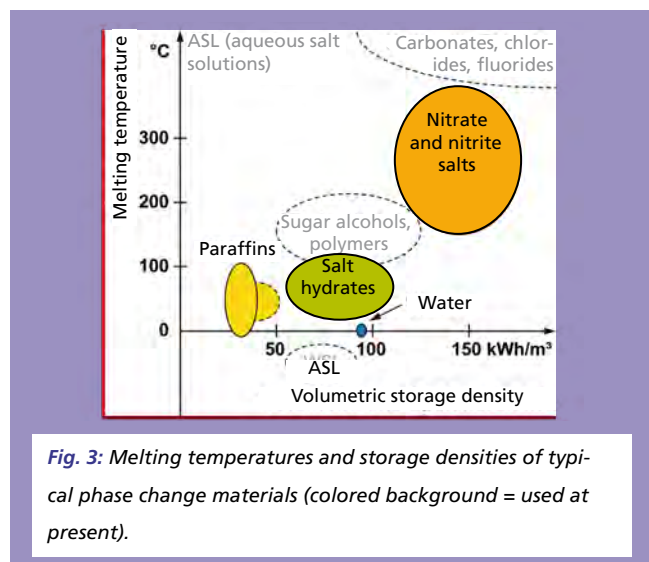 Melting temperature
°C
ASL (aqueous salt
solutions)
Carbonates, chlor-
ides, fluorides
Nitrate
and nitrite
salts
300
200
Sugar alcohols,
polymers
Paraffins
100
Salt
hydrates
Water
0
50
100
150 kWh/m³
ASL
Volumetric storage density
Fig. 3: Melting temperatures and storage densities of typi-
cal phase change materials (colored background = used at
present).